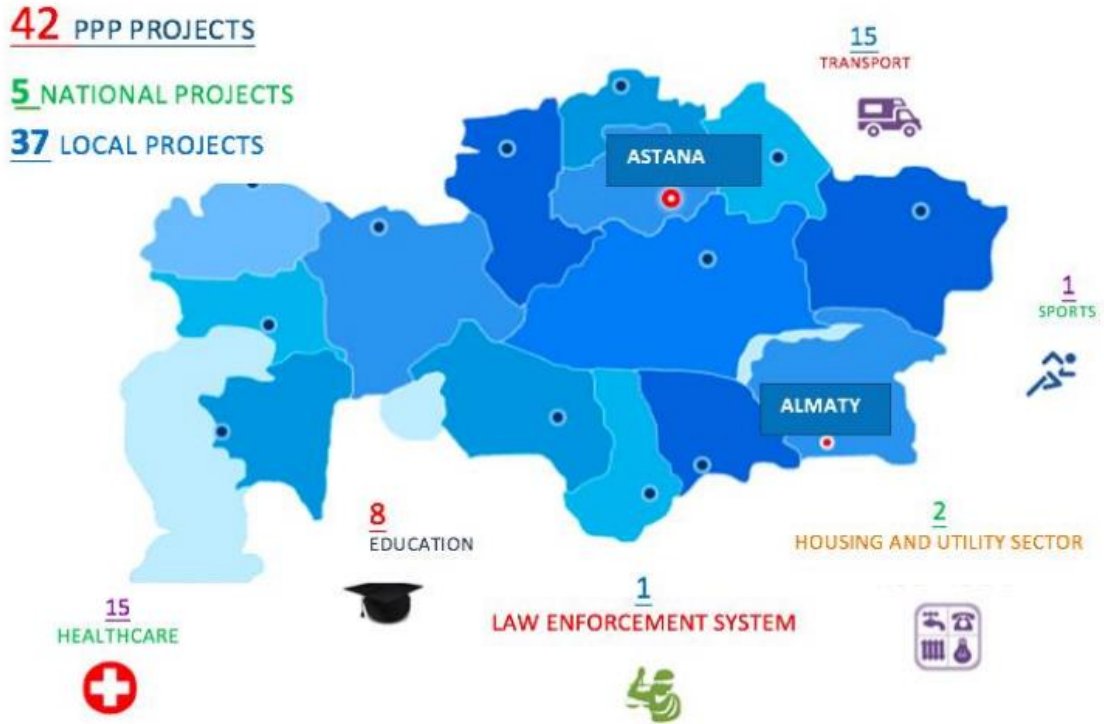 42 PPP PROJECTS
5 NATIONAL PROJECTS
37 LOCAL PROJECTS
15
TRANSPORT
ASTANA
1
SPORTS
ALMATY
8
EDUCATION
2
HOUSING AND UTILITY SECTOR
15
HEALTHCARE
1
LAW ENFORCEMENT SYSTEM